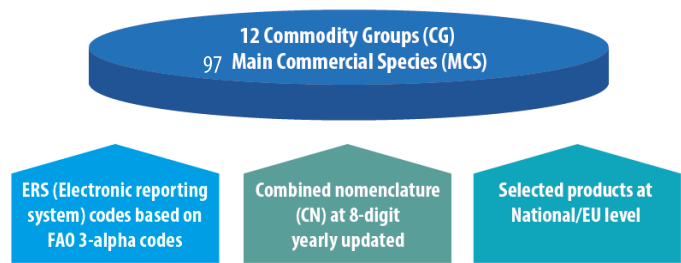 12 Commodity Groups (CG)
97 Main Commercial Species (MCS)
ERS (Electronic reporting
system) codes based on
FAO 3-alpha codes
Combined nomenclature
(CN) at 8-digit
yearly updated
Selected products at
National/EU level